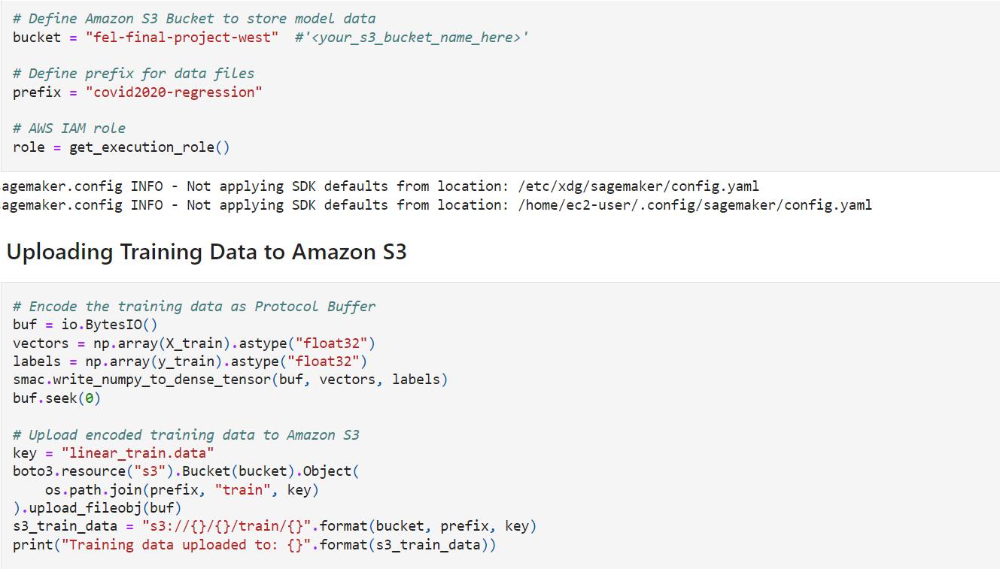 # Define Amazon S3 Bucket to store model data
bucket = "fel-final-project-west"  #'<your_s3_bucket_name_here>'
# Define prefix for data files
prefix = "covid2020-regression"
# AWS IAM role
role = get_execution_role()
agemaker.config INFO - Not applying SDK defaults from location: /etc/xdg/sagemaker/config.yaml
agemaker.config INFO - Not applying SDK defaults from location: /home/ec2-user/.config/sagemaker/config.yaml
Uploading Training Data to Amazon S3
# Encode the training data as Protocol Buffer
buf = io.BytesIO()
vectors = np.array(X_train).astype("float32")
labels = np.array(y_train).astype("float32")
smac.write_numpy_to_dense_tensor(buf, vectors, labels)
buf.seek(0)
# Upload encoded training data to Amazon S3
key = "linear_train.data"
boto3.resource("s3").Bucket(bucket).Object(
    os.path.join(prefix, "train", key)
).upload_fileobj(buf)
s3_train_data = "s3://{}/{}/train/{}".format(bucket, prefix, key)
print("Training data uploaded to: {}".format(s3_train_data))